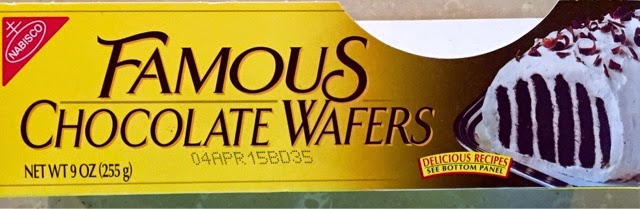 NABISCO
FAMOUS
CHOCOLATE WAFERS
04APR15BD35
NET WT 9 OZ (255 g)
DELICIOUS RECIPES
SEE BOTTOM PANEL